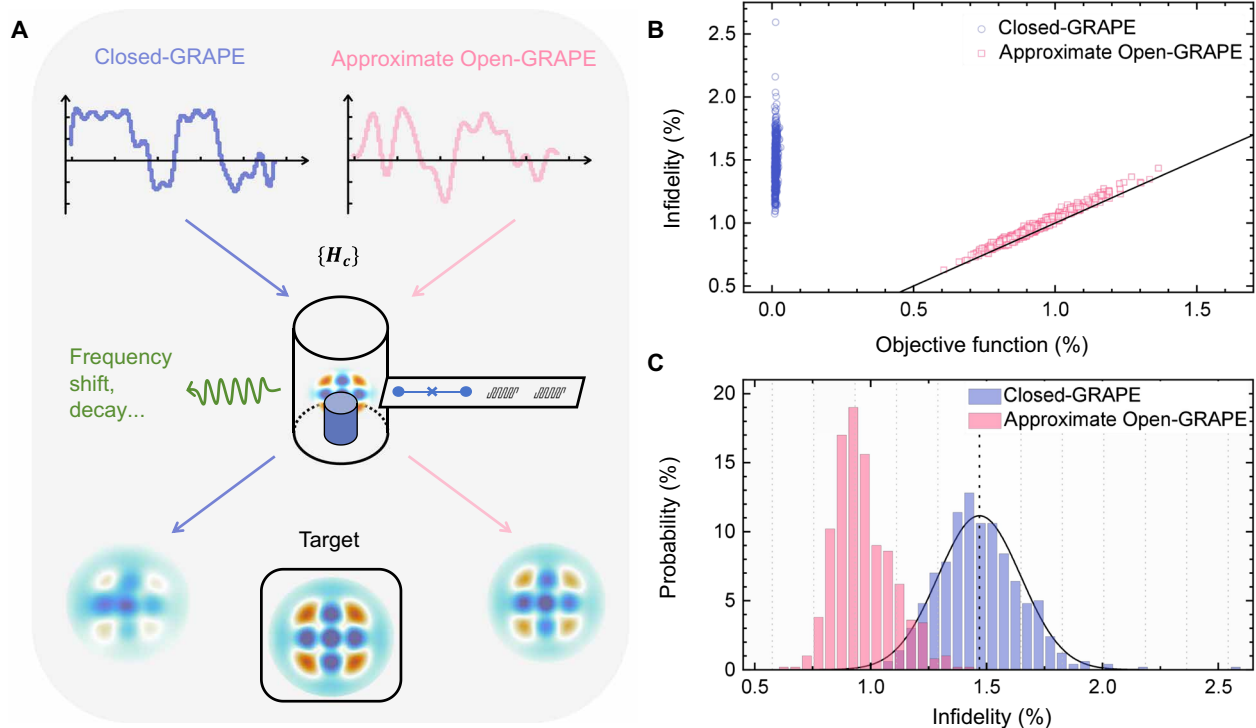 A
Closed-GRAPE
Approximate Open-GRAPE
{H_c}
Frequency
shift,
decay...
Target
B
Closed-GRAPE
Approximate Open-GRAPE
2.5
2.0
1.5
1.0
0.5
Infidelity (%)
0.0 0.5 1.0 1.5
Objective function (%)
C
Closed-GRAPE
Approximate Open-GRAPE
20
15
10
5
0
Probability (%)
0.5 1.0 1.5 2.0 2.5
Infidelity (%)